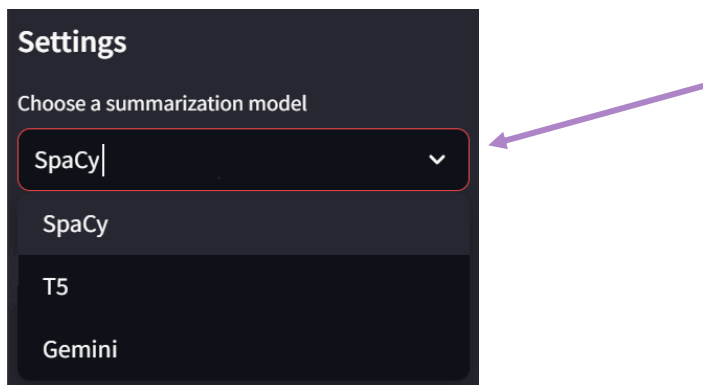 Settings
Choose a summarization model
SpaCy
SpaCy
T5
Gemini